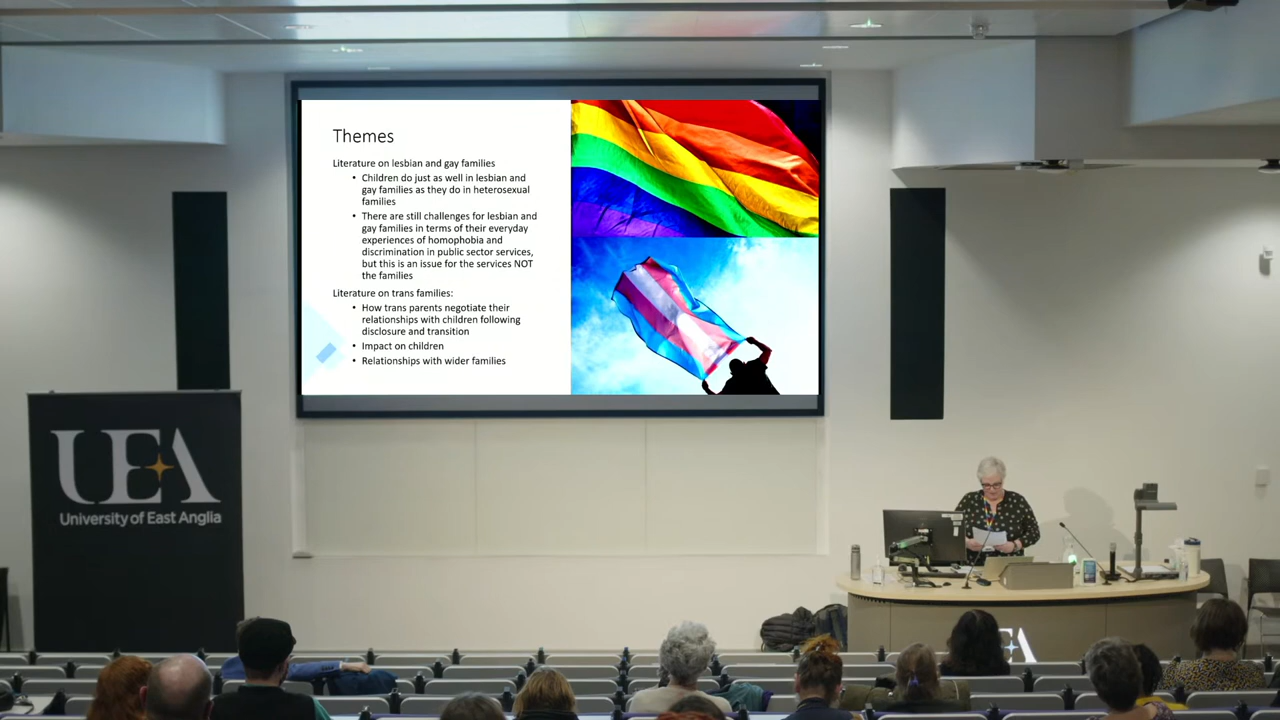 Themes
Literature on lesbian and gay families
• Children do just as well in lesbian and
gay families as they do in heterosexual
families
• There are still challenges for lesbian and
gay families in terms of their everyday
experiences of homophobia and
discrimination in public sector services,
but this is an issue for the services NOT
the families
Literature on trans families:
• How trans parents negotiate their
relationships with children following
disclosure and transition
• Impact on children
• Relationships with wider families
UEA
University of East Anglia